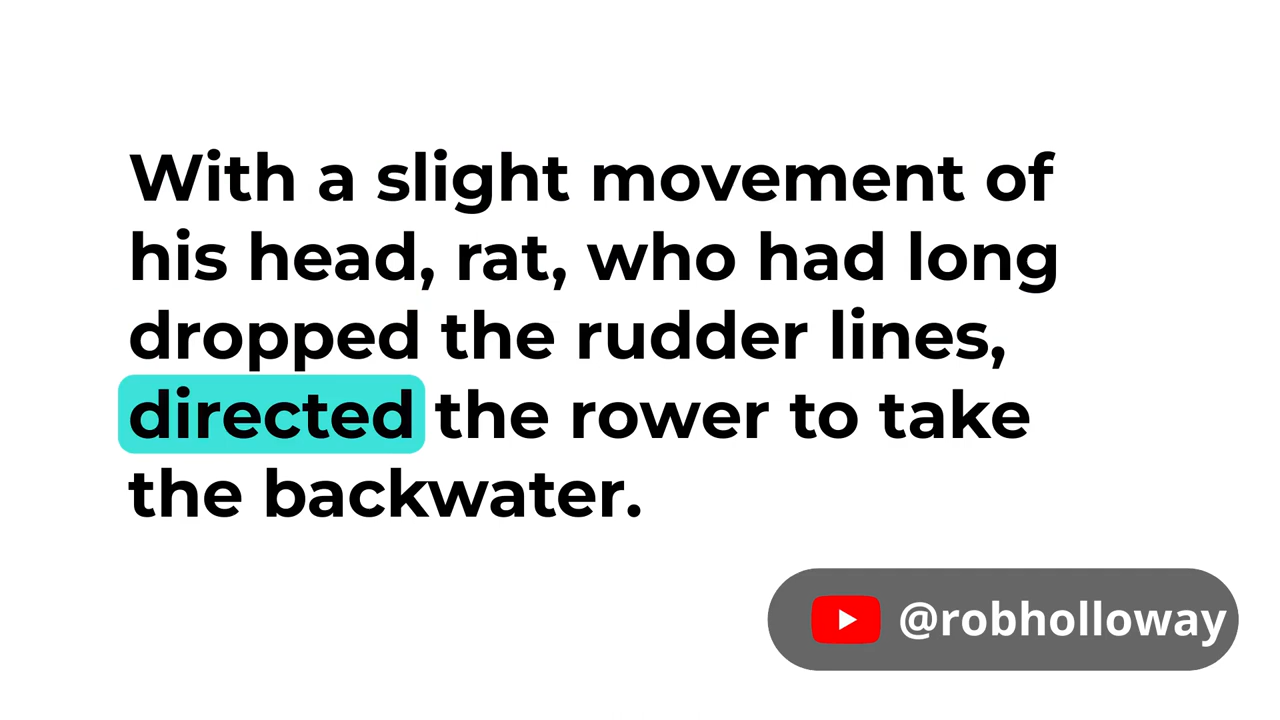 With a slight movement of
his head, rat, who had long
dropped the rudder lines,
directed the rower to take
the backwater.
@robholloway